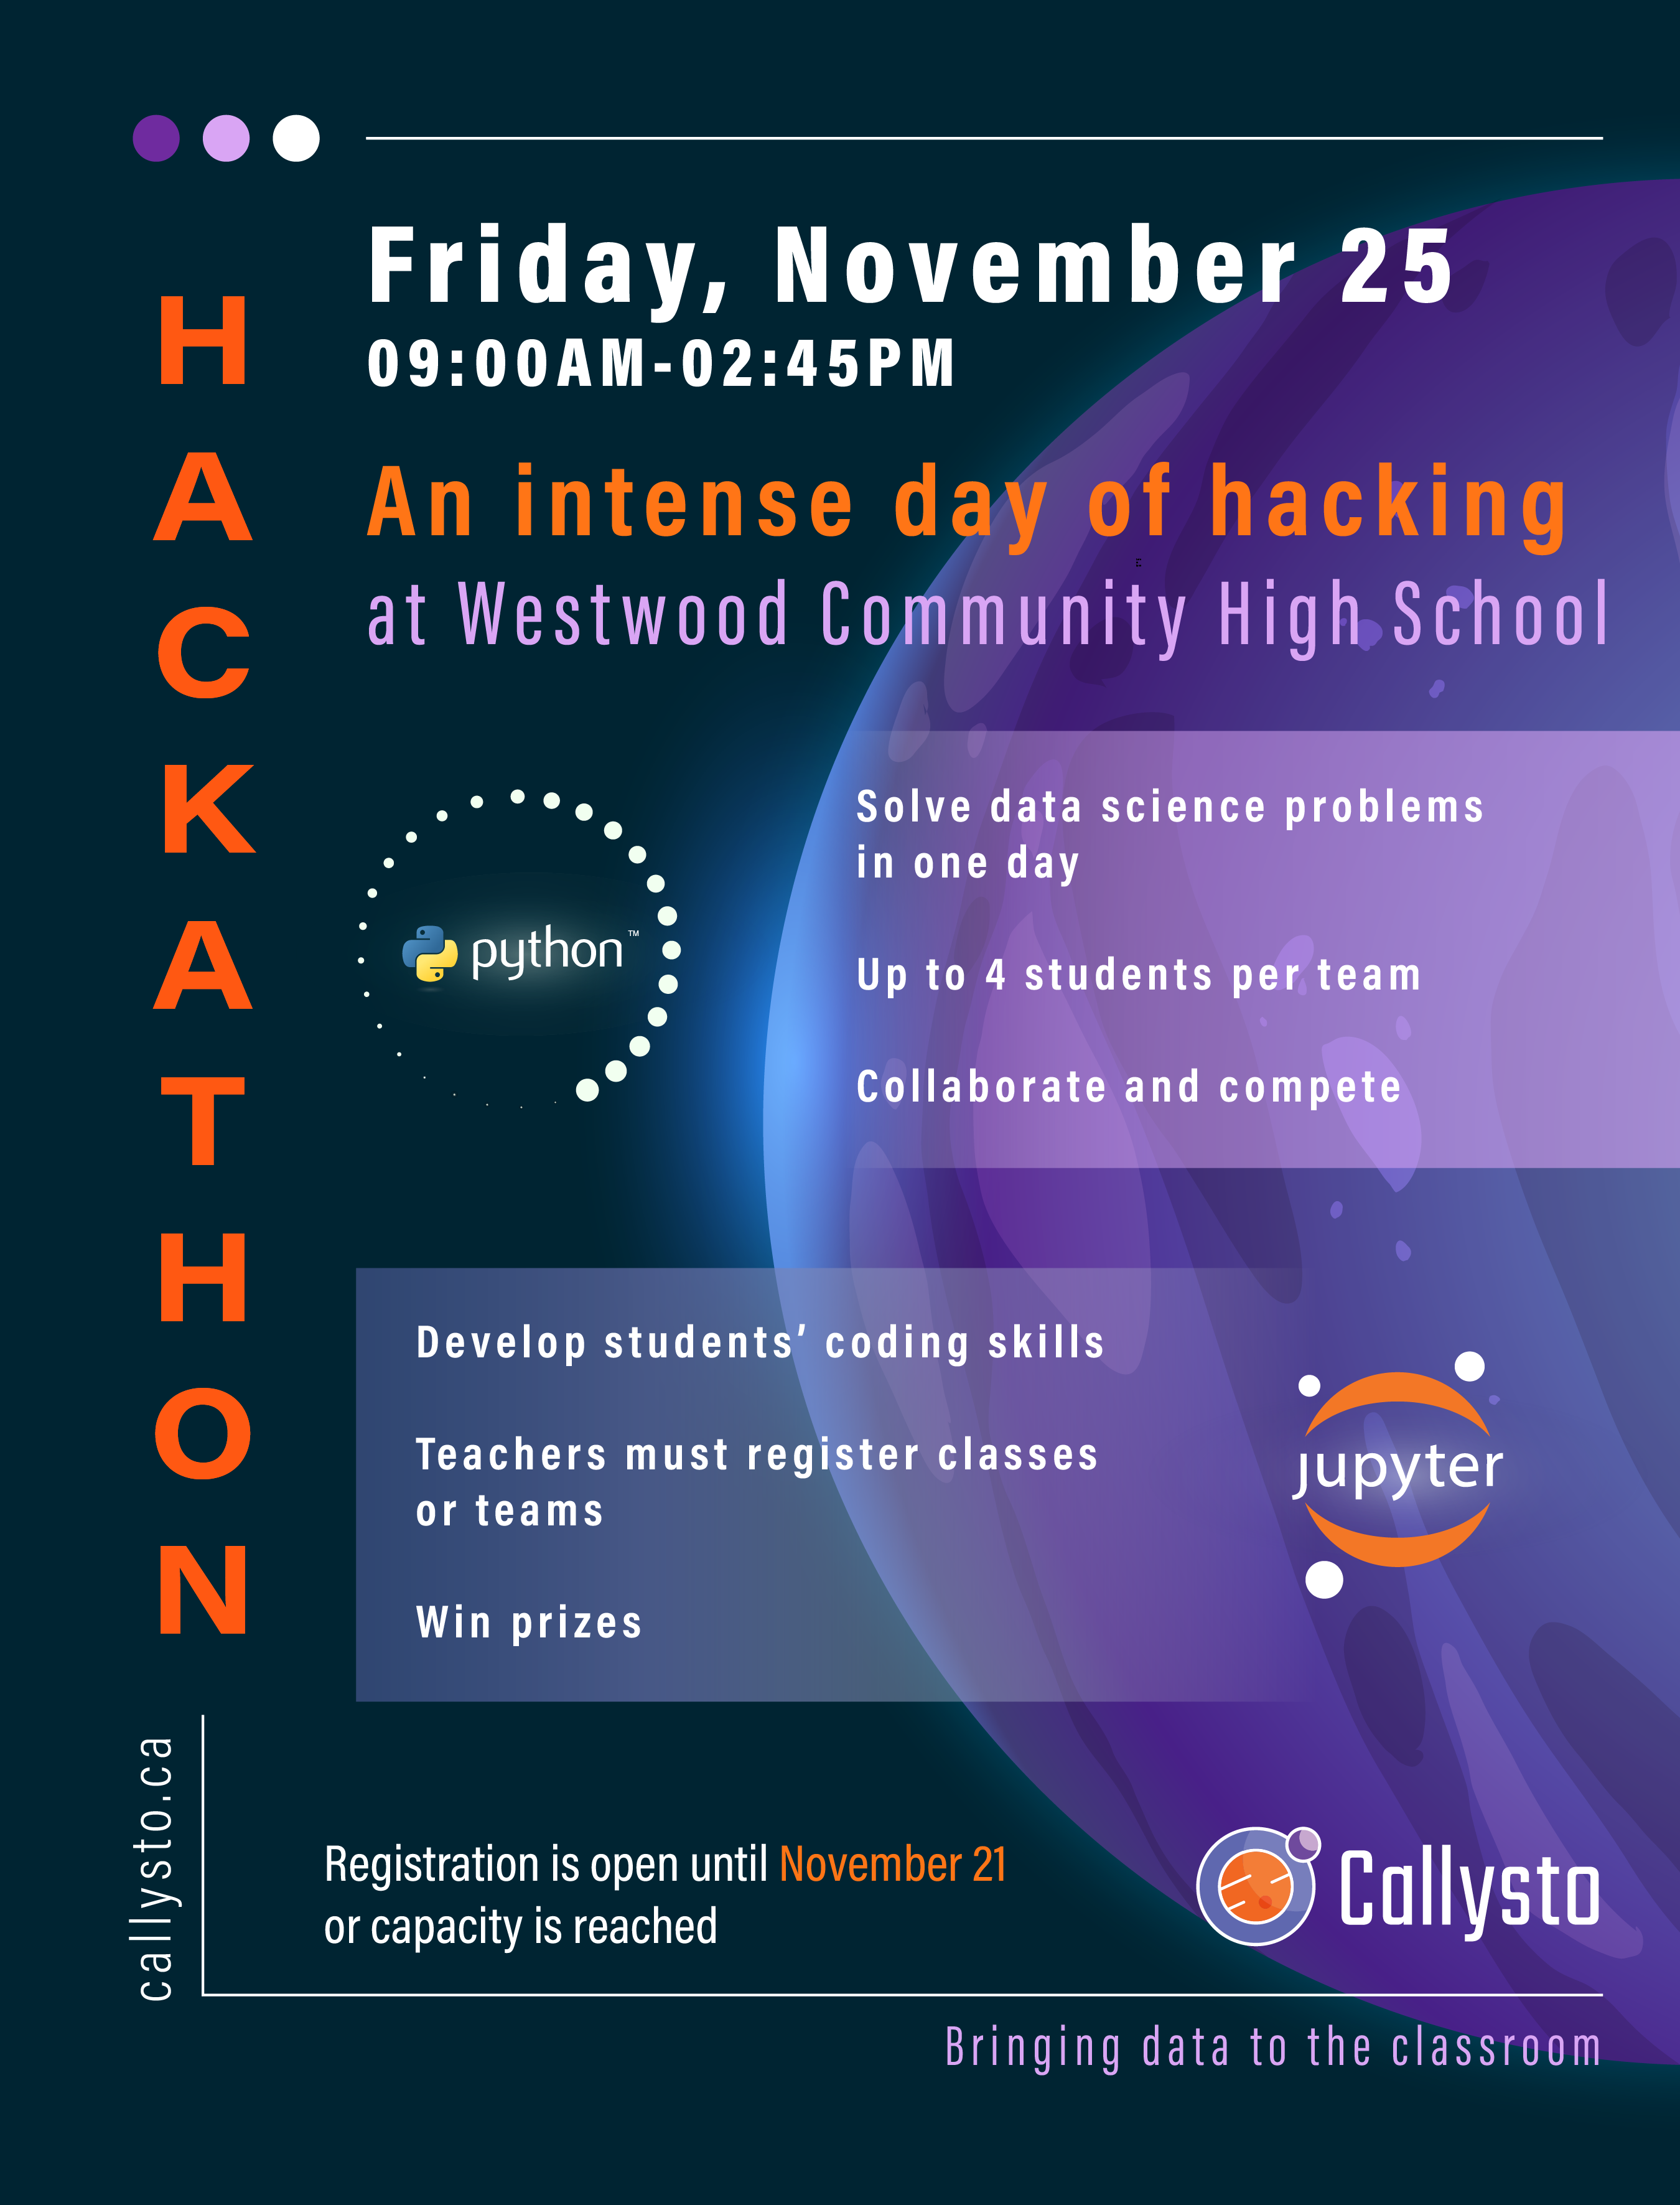 HACKATHON
Friday, November 25
09:00AM-02:45PM
An intense day of hacking
at Westwood Community High School
python™
Solve data science problems
in one day
Up to 4 students per team
Collaborate and compete
Develop students’ coding skills
Teachers must register classes
or teams
Win prizes
jupyter
callysto.ca
Registration is open until November 21
or capacity is reached
Callysto
Bringing data to the classroom